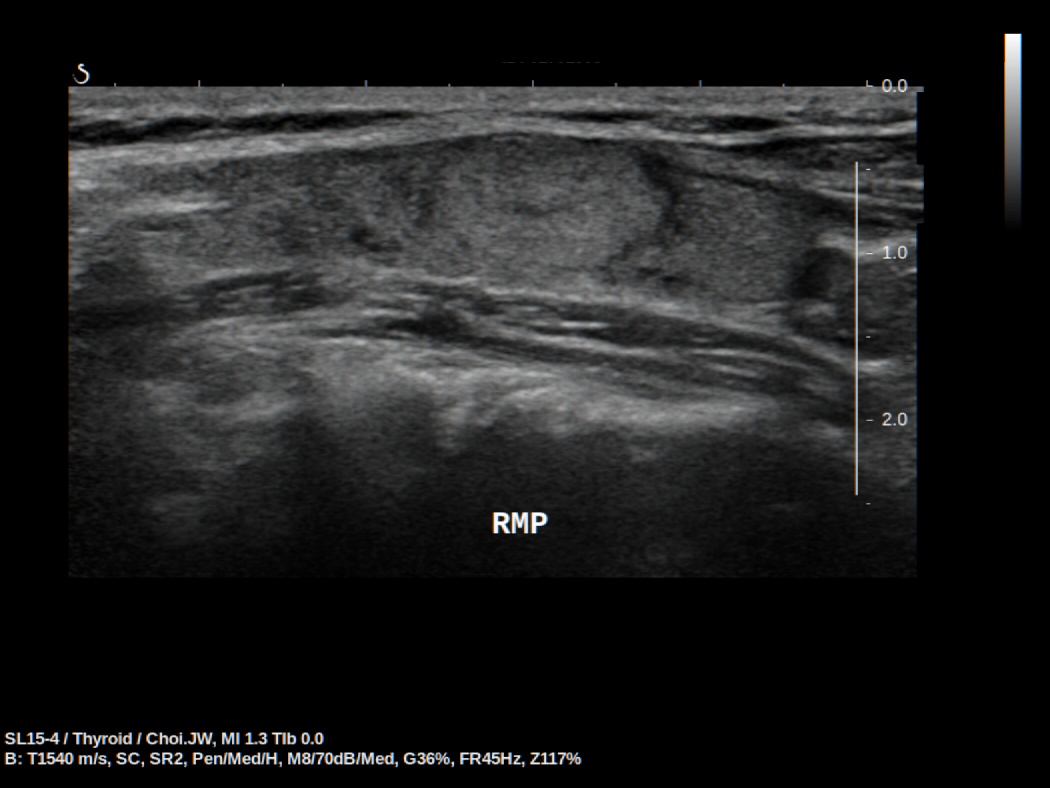 S
0.0
1.0
2.0
RMP
SL15-4 / Thyroid / Choi.JW, MI 1.3 TIb 0.0
B: T1540 m/s, SC, SR2, Pen/Med/H, M8/70dB/Med, G36%, FR45Hz, Z117%